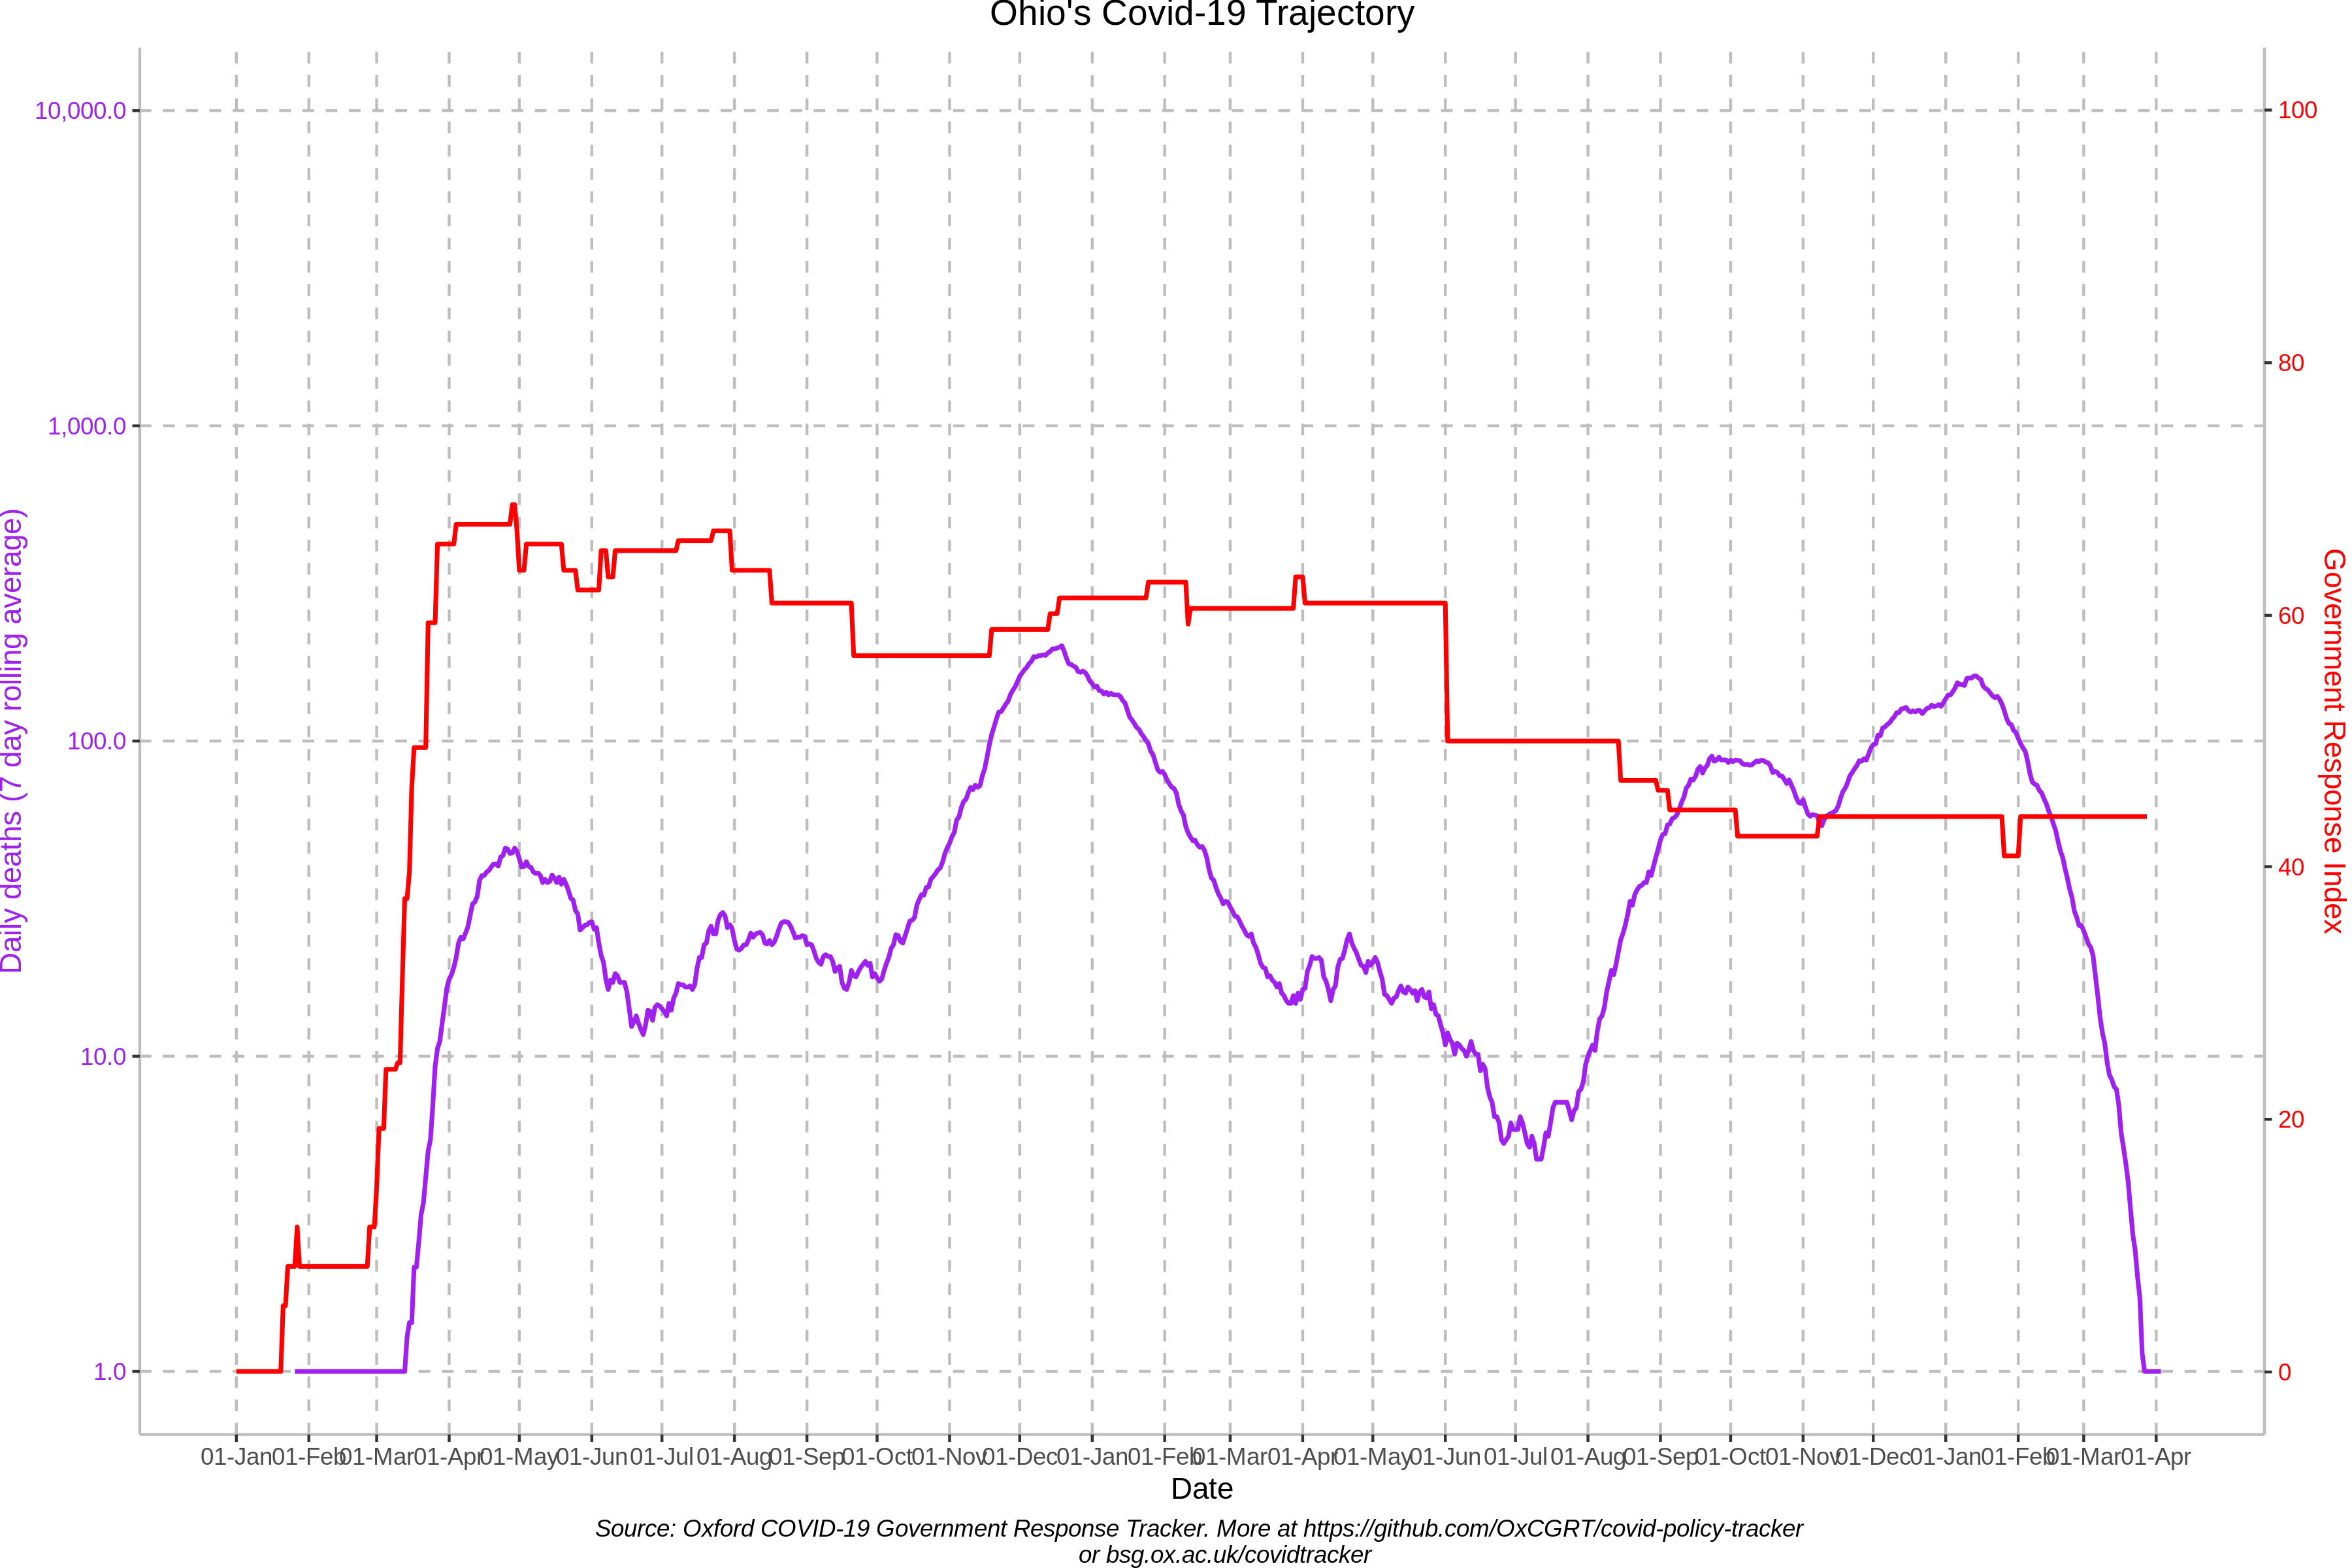 Ohio's Covid-19 Trajectory
10,000.0
1,000.0
100.0
10.0
1.0
Daily deaths (7 day rolling average)
100
80
60
40
20
0
Government Response Index
01-Jan 01-Feb 01-Mar 01-Apr 01-May 01-Jun 01-Jul 01-Aug 01-Sep 01-Oct 01-Nov 01-Dec 01-Jan 01-Feb 01-Mar 01-Apr 01-May 01-Jun 01-Jul 01-Aug 01-Sep 01-Oct 01-Nov 01-Dec 01-Jan 01-Feb 01-Mar 01-Apr
Date
Source: Oxford COVID-19 Government Response Tracker. More at https://github.com/OxCGRT/covid-policy-tracker
or bsg.ox.ac.uk/covidtracker